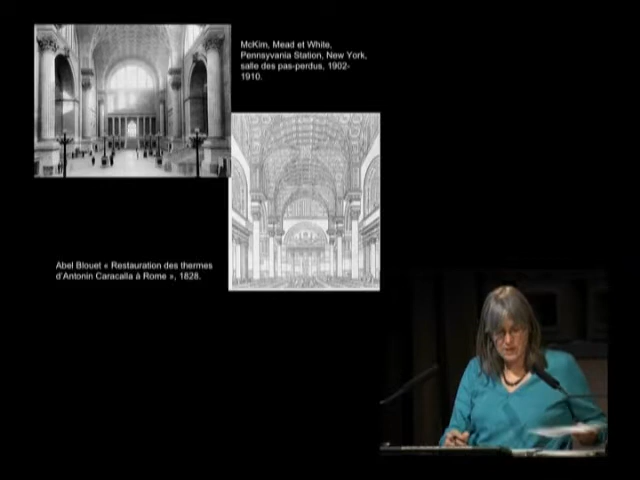 McKim, Mead et White,
Pennsyvania Station, New York,
salle des pas-perdus, 1902-
1910.
Abel Blouet « Restauration des thermes
d'Antonin Caracalla à Rome », 1828.